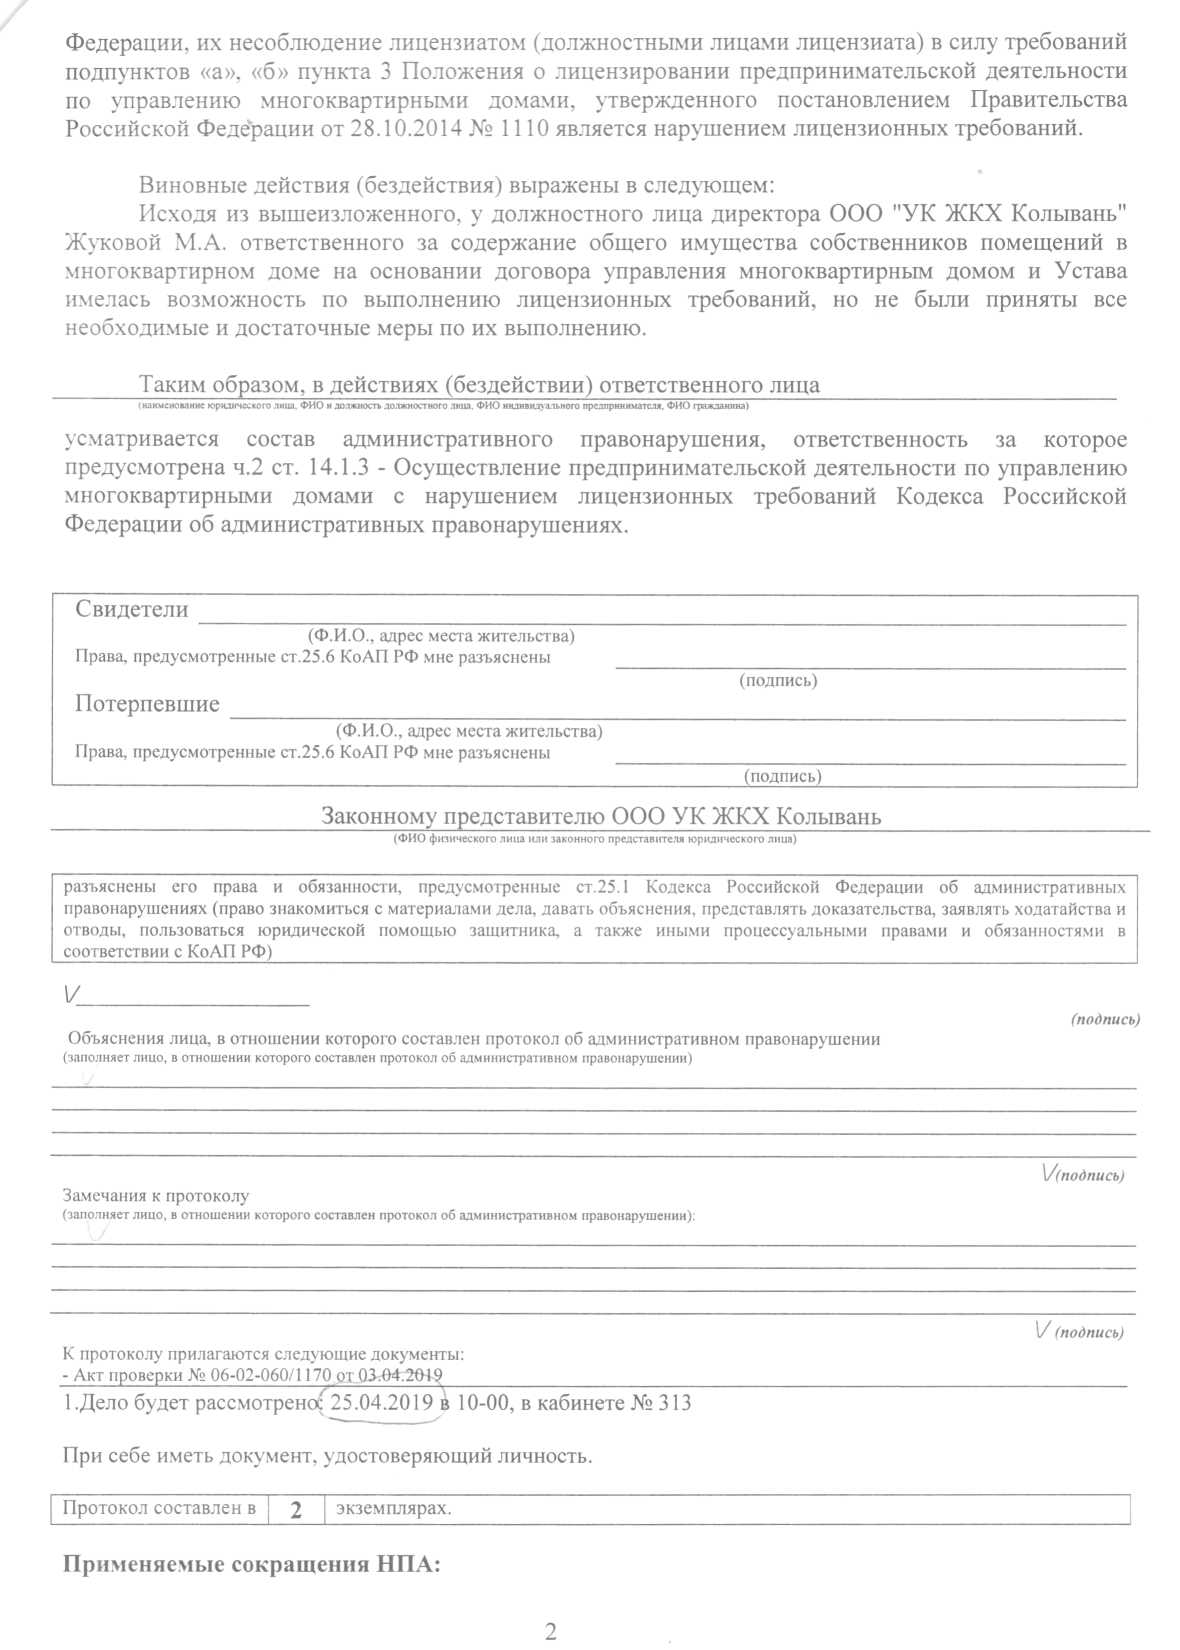 Федерации, их несоблюдение лицензиатом (должностными лицами лицензиата) в силу требований
подпунктов «а», «б» пункта 3 Положения о лицензировании предпринимательской деятельности
по управлению многоквартирными домами, утвержденного постановлением Правительства
Российской Федерации от 28.10.2014 № 1110 является нарушением лицензионных требований.
Виновные действия (бездействия) выражены в следующем:
Исходя из вышеизложенного, у должностного лица директора ООО "УК ЖКХ Колывань"
Жуковой М.А. ответственного за содержание общего имущества собственников помещений в
многоквартирном доме на основании договора управления многоквартирным домом и Устава
имелась возможность по выполнению лицензионных требований, но не были приняты все
необходимые и достаточные меры по их выполнению.
Таким образом, в действиях (бездействии) ответственного лица
(наименование юридического лица, ФИО и должность должностного лица, ФИО индивидуального предпринимателя, ФИО гражданина)
усматривается состав административного правонарушения, ответственность за которое
предусмотрена ч.2 ст. 14.1.3 - Осуществление предпринимательской деятельности по управлению
многоквартирными домами с нарушением лицензионных требований Кодекса Российской
Федерации об административных правонарушениях.
Свидетели
(Ф.И.О., адрес места жительства)
Права, предусмотренные ст.25.6 КоАП РФ мне разъяснены
(подпись)
Потерпевшие
(Ф.И.О., адрес места жительства)
Права, предусмотренные ст.25.6 КоАП РФ мне разъяснены
(подпись)
Законному представителю ООО УК ЖКХ Колывань
(ФИО физического лица или законного представителя юридического лица)
разъяснены его права и обязанности, предусмотренные ст.25.1 Кодекса Российской Федерации об административных
правонарушениях (право знакомиться с материалами дела, давать объяснения, представлять доказательства, заявлять ходатайства и
отводы, пользоваться юридической помощью защитника, а также иными процессуальными правами и обязанностями в
соответствии с КоАП РФ)
V
(подпись)
Объяснения лица, в отношении которого составлен протокол об административном правонарушении
(заполняет лицо, в отношении которого составлен протокол об административном правонарушении)
V
V (подпись)
Замечания к протоколу
(заполняет лицо, в отношении которого составлен протокол об административном правонарушении):
V
V (подпись)
К протоколу прилагаются следующие документы:
- Акт проверки № 06-02-060/1170 от 03.04.2019
1.Дело будет рассмотрено: 25.04.2019 в 10-00, в кабинете № 313
При себе иметь документ, удостоверяющий личность.
Протокол составлен в 2 экземплярах.
Применяемые сокращения НПА:
2